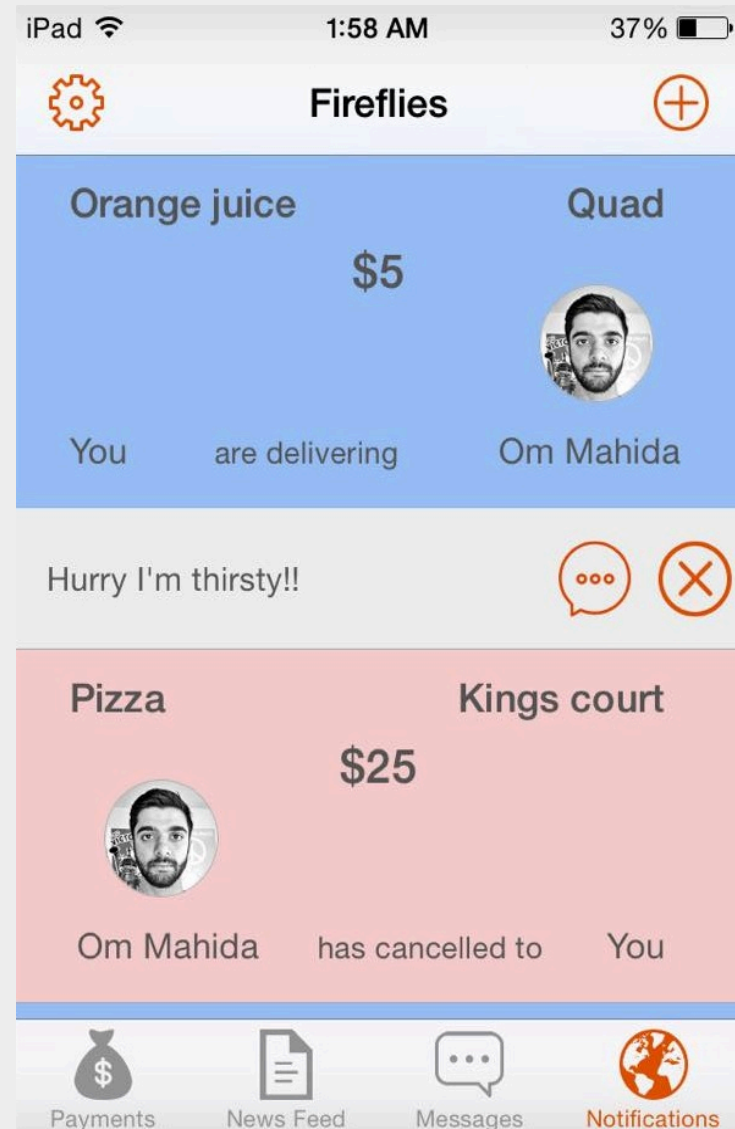 iPad 1:58 AM 37%
Fireflies
Orange juice Quad
$5
You are delivering Om Mahida
Hurry I'm thirsty!!
Pizza Kings court
$25
Om Mahida has cancelled to You
$
Payments News Feed Messages Notifications